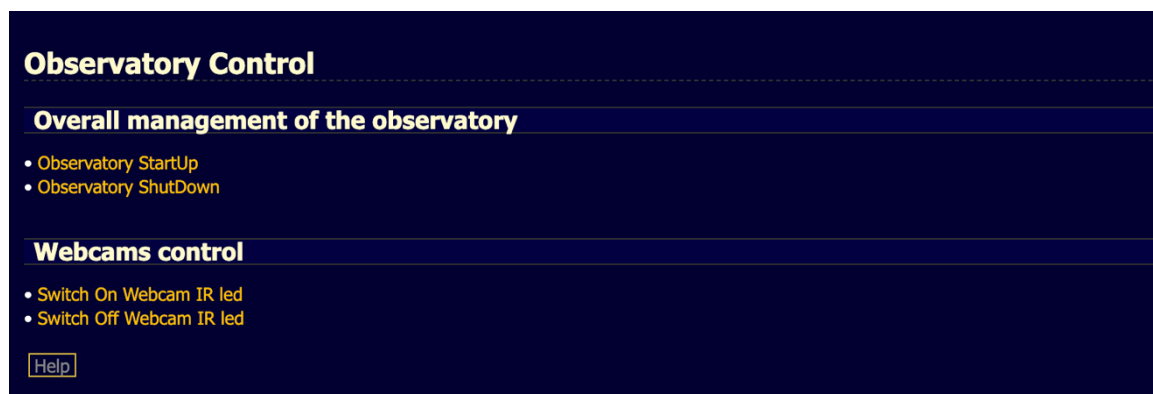 Observatory Control
Overall management of the observatory
• Observatory StartUp
• Observatory ShutDown
Webcams control
• Switch On Webcam IR led
• Switch Off Webcam IR led
Help